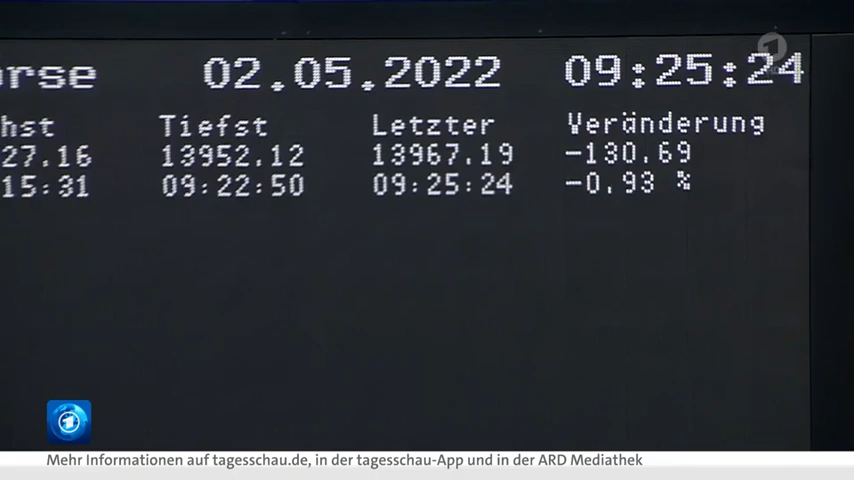 örse 02.05.2022 09:25:24
hst Tiefst Letzter Veränderung
27.16 13952.12 13967.19 -130.69
15:31 09:22:50 09:25:24 -0.93 %
Mehr Informationen auf tagesschau.de, in der tagesschau-App und in der ARD Mediathek